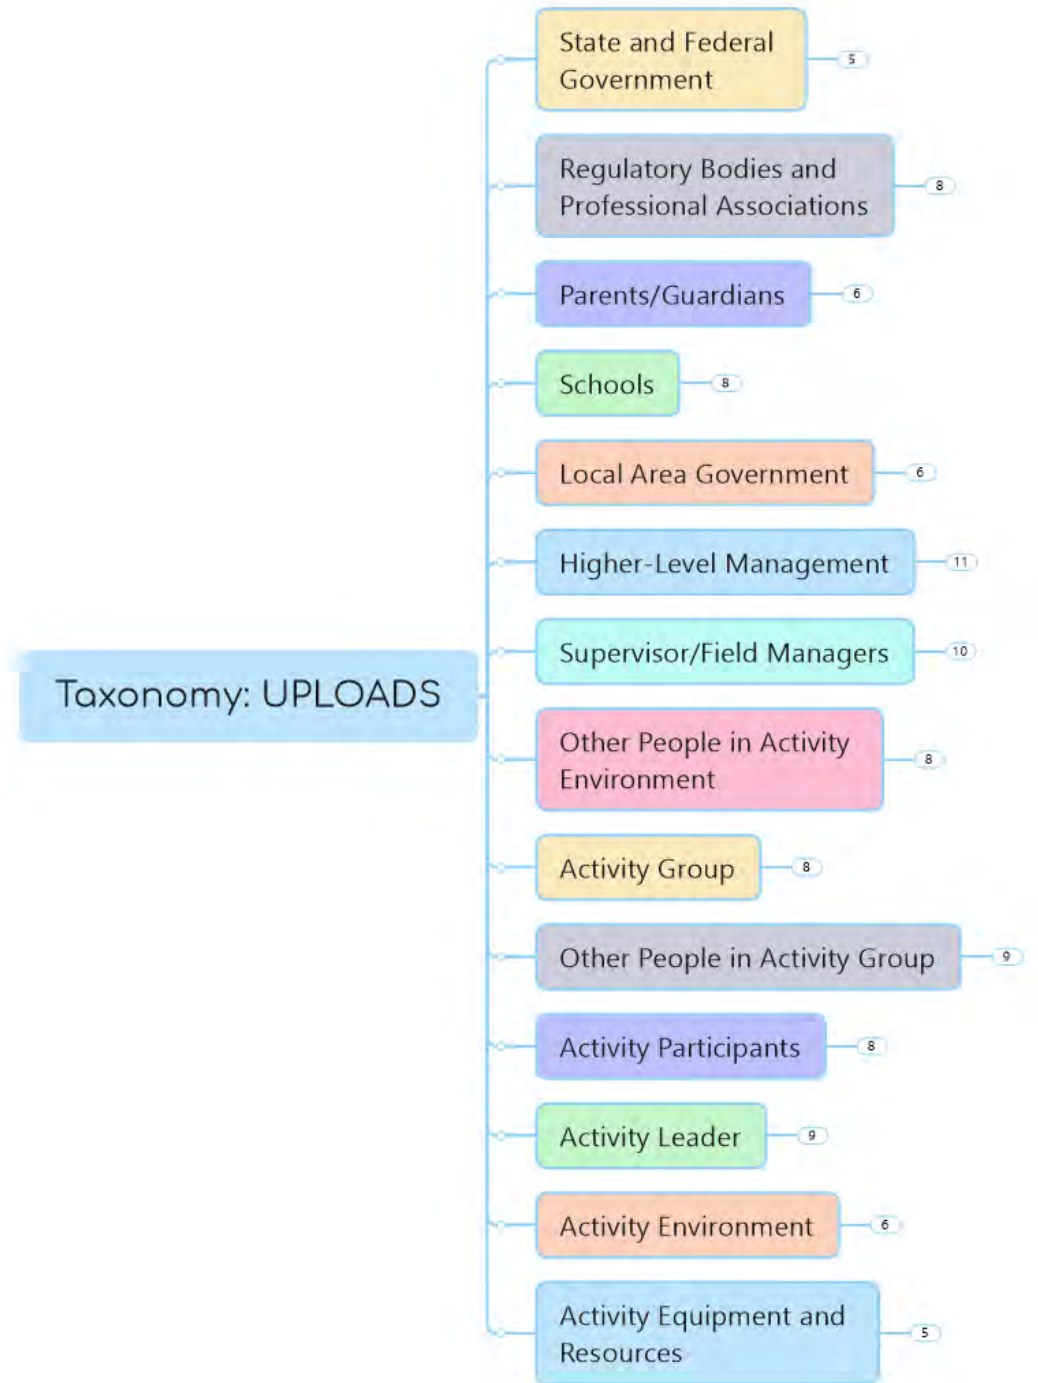 State and Federal
Government
5
Regulatory Bodies and
Professional Associations
8
Parents/Guardians
6
Schools
8
Local Area Government
6
Higher-Level Management
11
Supervisor/Field Managers
10
Taxonomy: UPLOADS
Other People in Activity
Environment
8
Activity Group
8
Other People in Activity Group
9
Activity Participants
8
Activity Leader
9
Activity Environment
6
Activity Equipment and
Resources
5